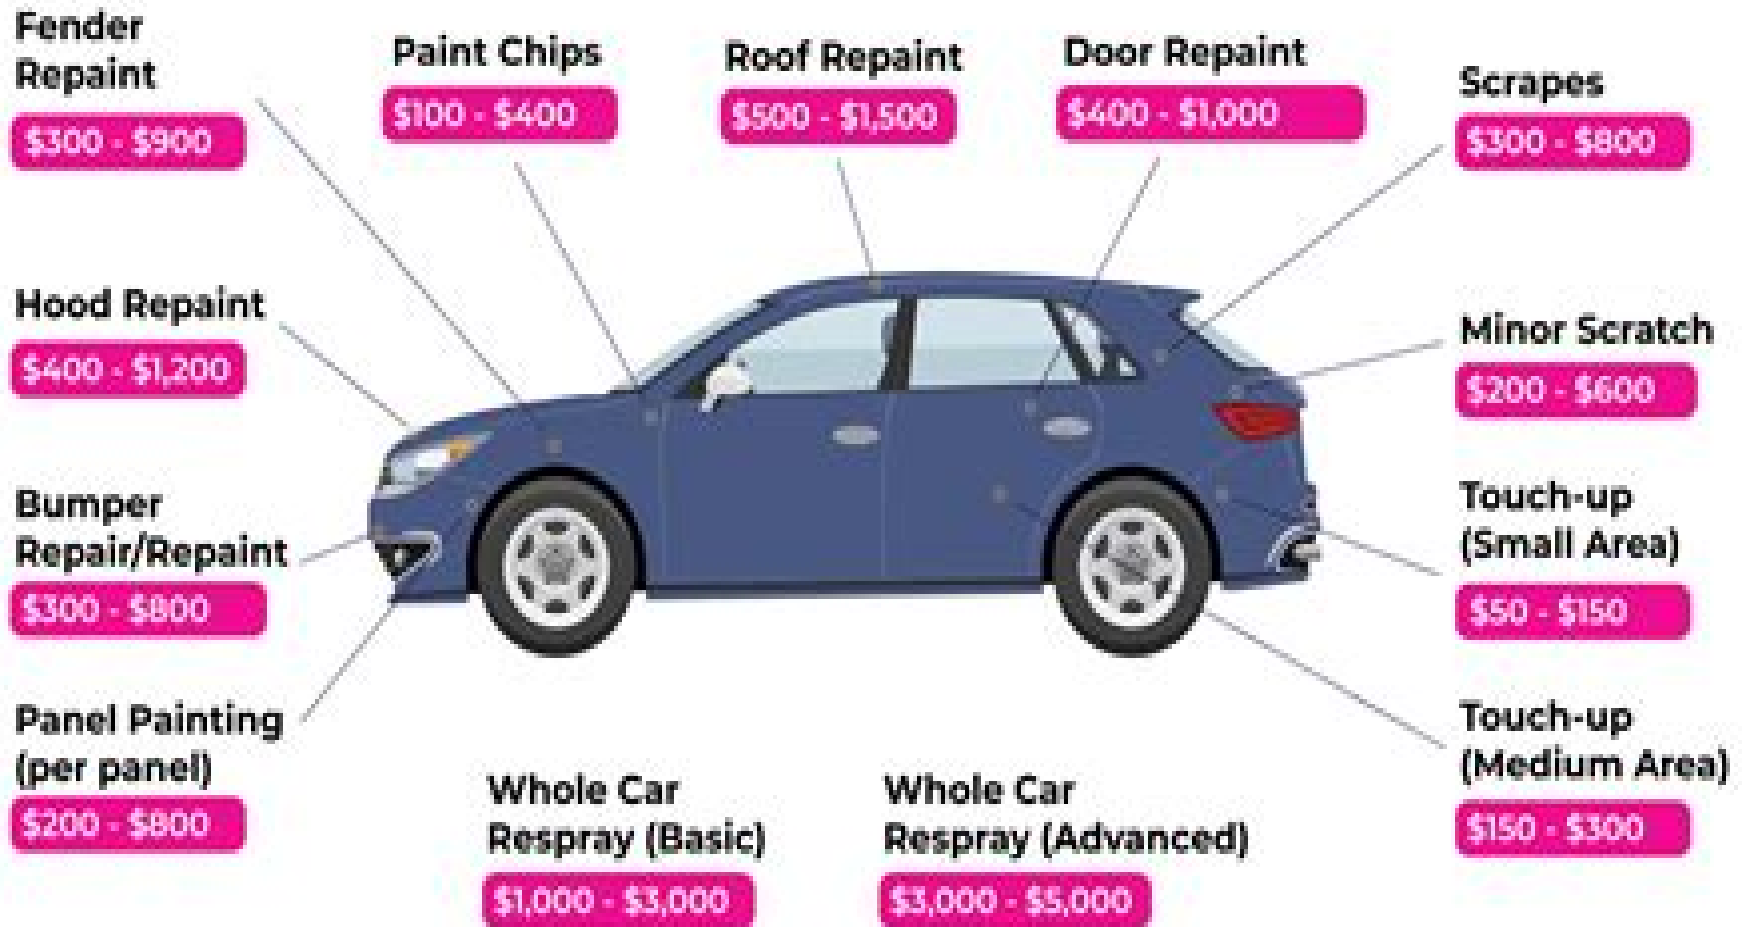 Fender
Repaint
$300 - $900
Paint Chips
$100 - $400
Roof Repaint
$500 - $1,500
Door Repaint
$400 - $1,000
Scrapes
$300 - $800
Hood Repaint
$400 - $1,200
Minor Scratch
$200 - $600
Bumper
Repair/Repaint
$300 - $800
Touch-up
(Small Area)
$50 - $150
Panel Painting
(per panel)
$200 - $800
Touch-up
(Medium Area)
$150 - $300
Whole Car
Respray (Basic)
$1,000 - $3,000
Whole Car
Respray (Advanced)
$3,000 - $5,000